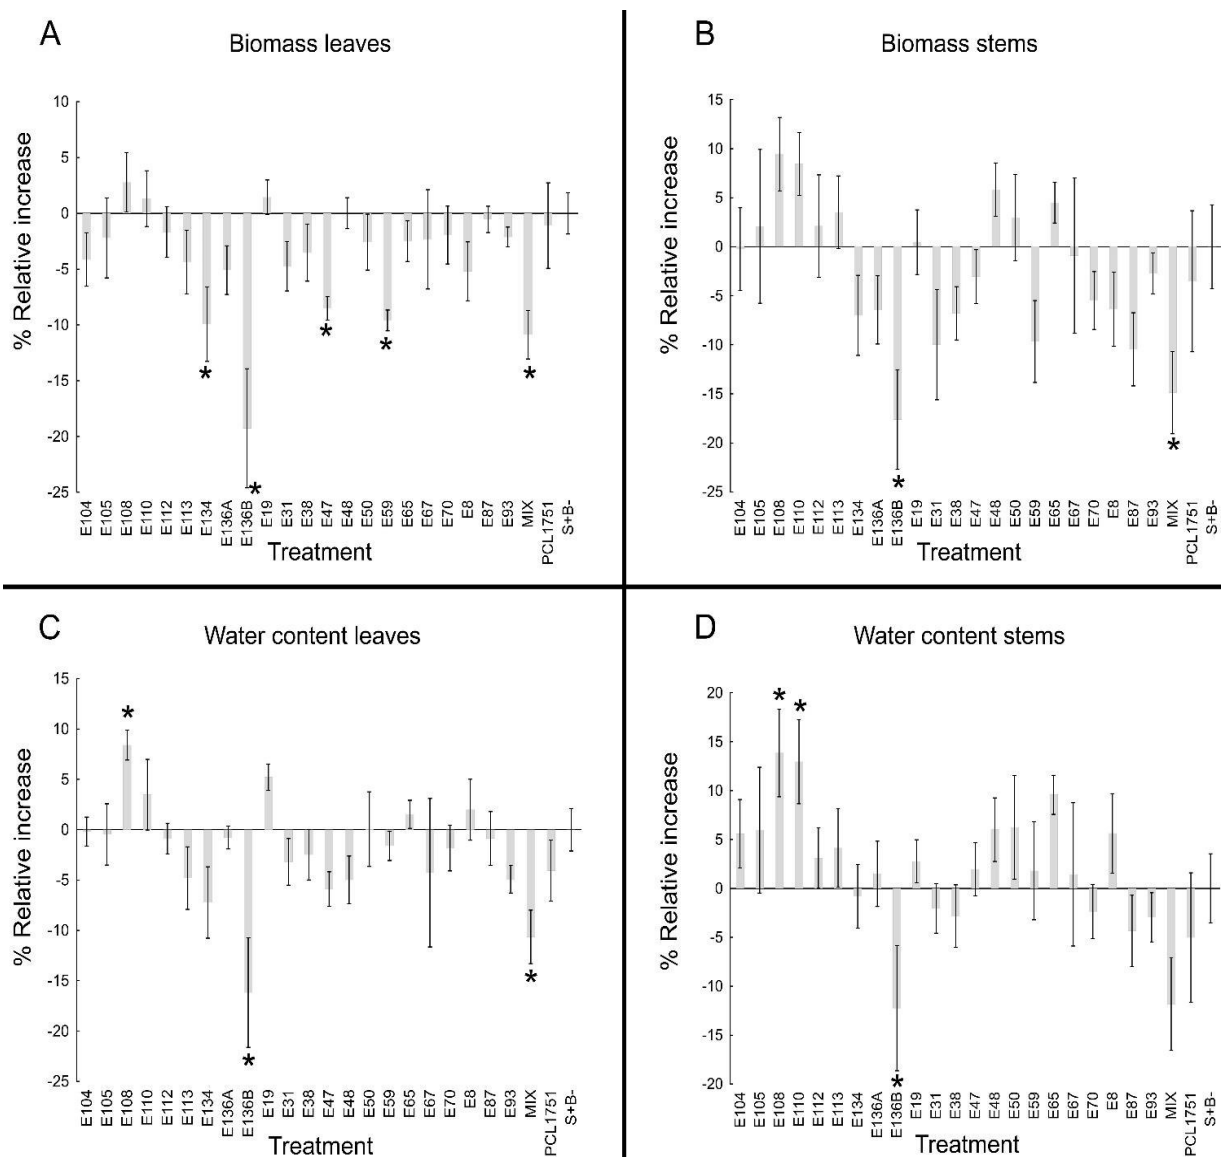 A
Biomass leaves
% Relative increase
10
5
0
-5
-10
-15
-20
-25
*
*
*
*
*
E104
E105
E108
E110
E112
E113
E134
E136A
E136B
E19
E31
E38
E47
E48
E50
E59
E65
E67
E70
E8
E87
E93
MIX
PCL1751
S+B-
Treatment
B
Biomass stems
% Relative increase
15
10
5
0
-5
-10
-15
-20
-25
*
*
E104
E105
E108
E110
E112
E113
E134
E136A
E136B
E19
E31
E38
E47
E48
E50
E59
E65
E67
E70
E8
E87
E93
MIX
PCL1751
S+B-
Treatment
C
Water content leaves
% Relative increase
15
10
5
0
-5
-10
-15
-20
-25
*
*
*
E104
E105
E108
E110
E112
E113
E134
E136A
E136B
E19
E31
E38
E47
E48
E50
E59
E65
E67
E70
E8
E87
E93
MIX
PCL1751
S+B-
Treatment
D
Water content stems
% Relative increase
20
15
10
5
0
-5
-10
-15
-20
*
*
*
E104
E105
E108
E110
E112
E113
E134
E136A
E136B
E19
E31
E38
E47
E48
E50
E59
E65
E67
E70
E8
E87
E93
MIX
PCL1751
S+B-
Treatment